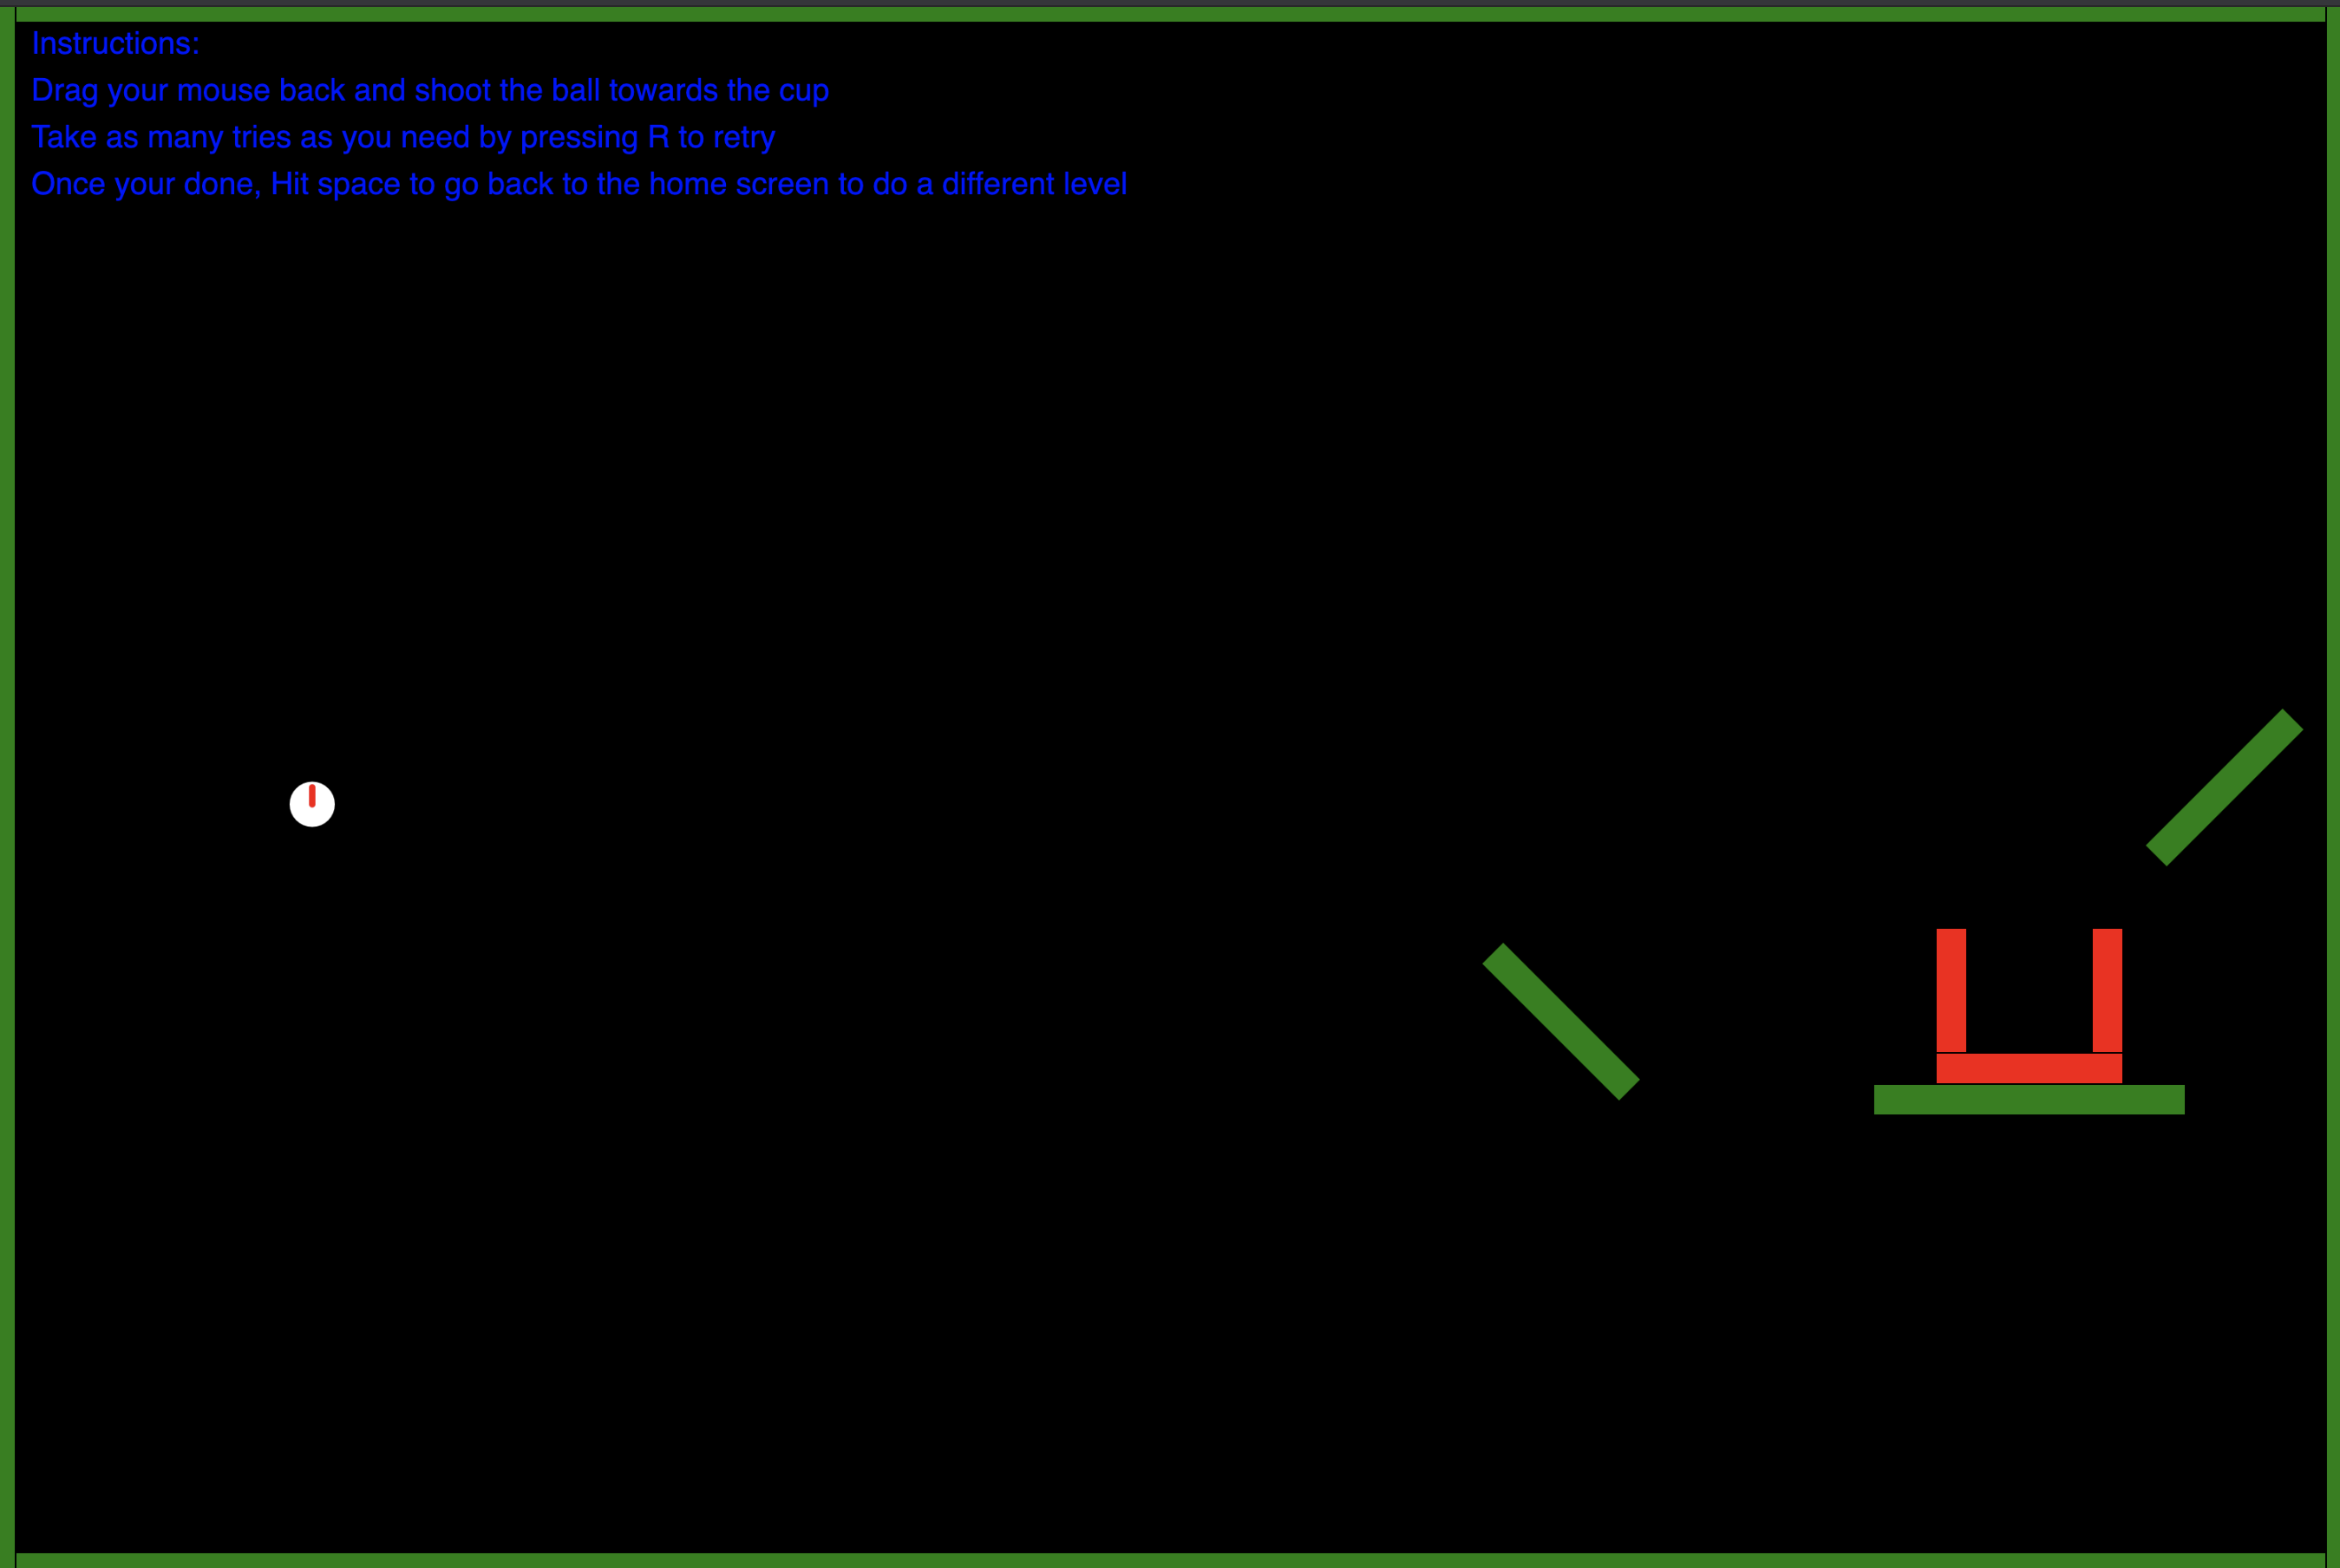 Instructions:
Drag your mouse back and shoot the ball towards the cup
Take as many tries as you need by pressing R to retry
Once your done, Hit space to go back to the home screen to do a different level